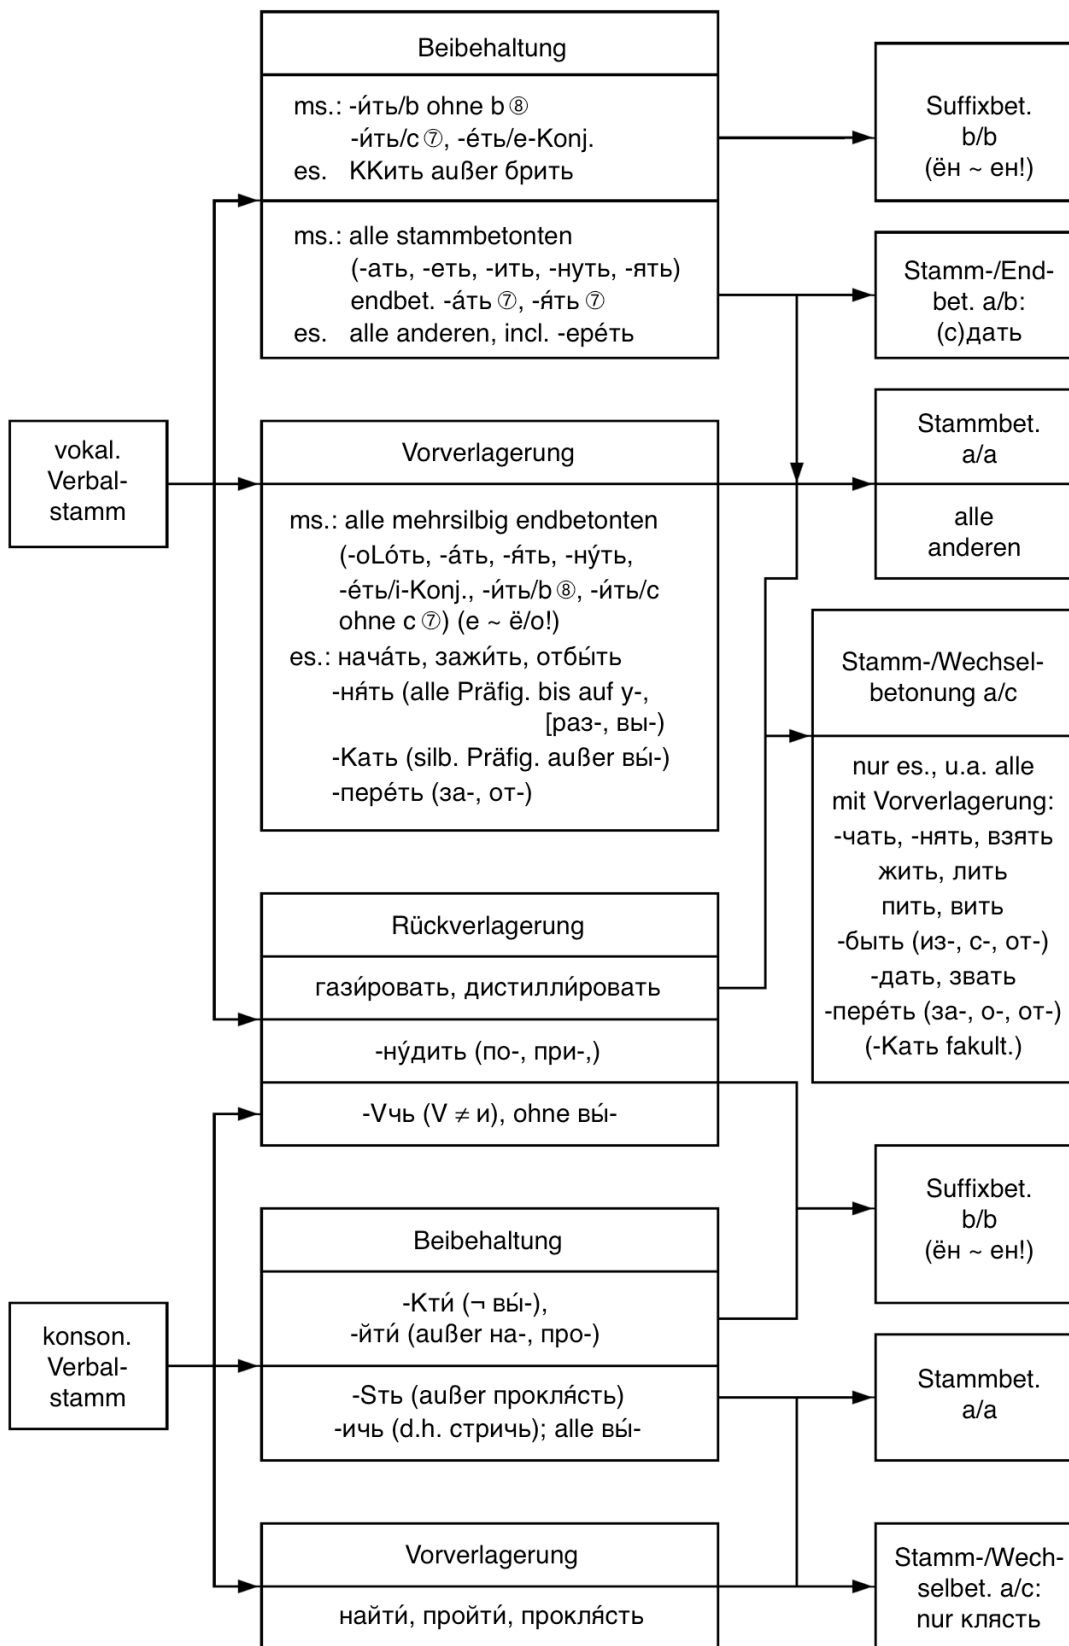 Beibehaltung
ms.: -и́ть/b ohne b ⑧
-и́ть/c ⑦, -е́ть/e-Konj.
es. KКить außer брить
ms.: alle stammbetonten
(-ать, -еть, -ить, -нуть, -ять)
endbet. -а́ть ⑦, -я́ть ⑦
es. alle anderen, incl. -ере́ть
Suffixbet.
b/b
(ён ~ ен!)
Stamm-/End-
bet. a/b:
(с)дать
vokal.
Verbal-
stamm
Vorverlagerung
ms.: alle mehrsilbig endbetonten
(-оLо́ть, -а́ть, -я́ть, -ну́ть,
-е́ть/i-Konj., -и́ть/b ⑧, -и́ть/c
ohne c ⑦) (е ~ ё/о!)
es.: нача́ть, зажи́ть, отбы́ть
-ня́ть (alle Präfig. bis auf у-,
[раз-, вы-)
-Кать (silb. Präfig. außer вы́-)
-пере́ть (за-, от-)
Stammbet.
a/a
alle
anderen
Stamm-/Wechsel-
betonung a/c
nur es., u.a. alle
mit Vorverlagerung:
-чать, -нять, взять
жить, лить
пить, вить
-быть (из-, с-, от-)
-дать, звать
-пере́ть (за-, о-, от-)
(-Кать fakult.)
Rückverlagerung
гази́ровать, дистилли́ровать
-ну́дить (по-, при-,)
-Vчь (V ≠ и), ohne вы́-
Suffixbet.
b/b
(ён ~ ен!)
konson.
Verbal-
stamm
Beibehaltung
-Кти́ (¬ вы́-),
-йти́ (außer на-, про-)
-Sть (außer прокля́сть)
-ичь (d.h. стричь); alle вы́-
Stammbet.
a/a
Vorverlagerung
найти́, пройти́, прокля́сть
Stamm-/Wech-
selbet. a/c:
nur клясть